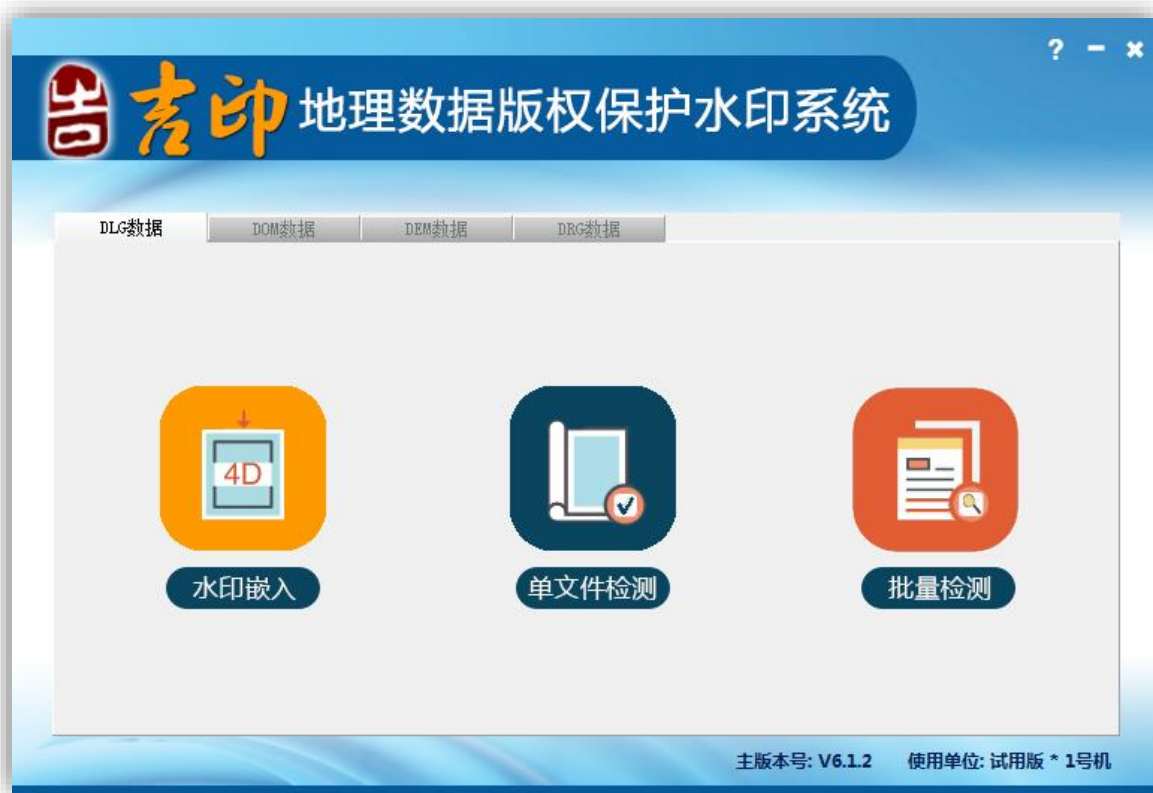 ? - ×
吉印 地理数据版权保护水印系统
DLG数据 DOM数据 DEM数据 DRG数据
4D
水印嵌入 单文件检测 批量检测
主版本号: V6.1.2 使用单位: 试用版 * 1号机